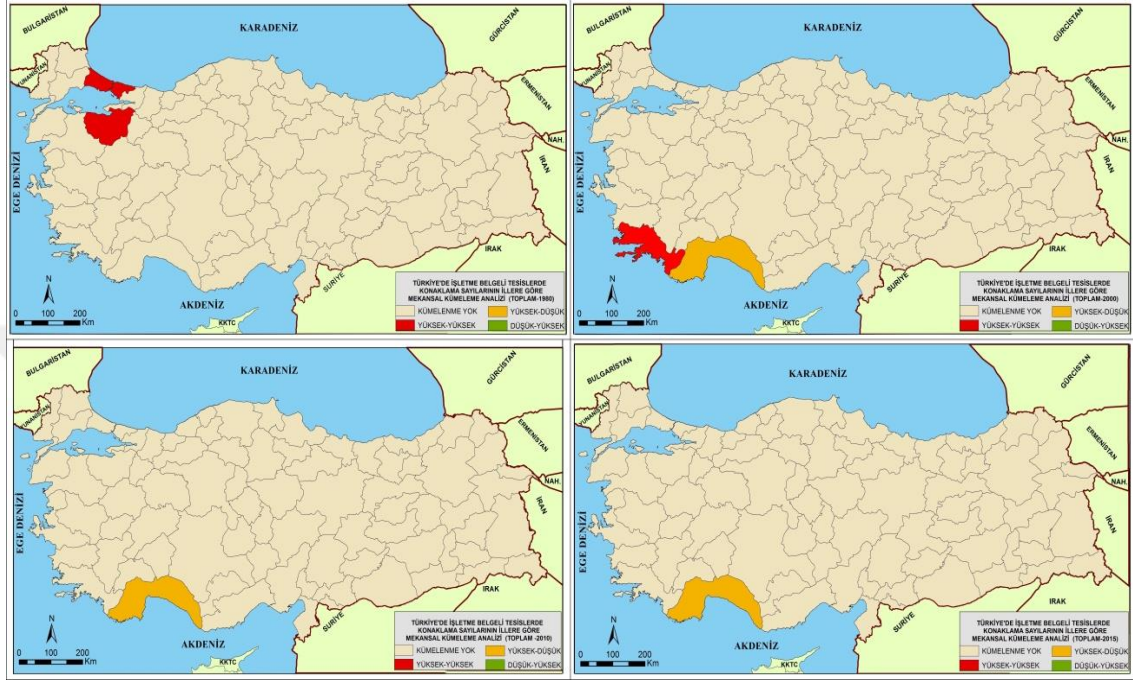 BULGARİSTAN
KARADENİZ
GÜRCİSTAN
YUNANİSTAN
ERMENİSTAN
NAH.
İRAN
EGE DENİZİ
IRAK
SURİYE
AKDENİZ
KKTC
N
0 50 100 200
Km
TÜRKİYE'DE İŞLETME BELGELİ TESİSLERDE
KONAKLAMA SAYILARININ İLLERE GÖRE
MEKANSAL KÜMELEME ANALİZİ (TOPLAM-1980)
KÜMELENME YOK YÜKSEK-DÜŞÜK
YÜKSEK-YÜKSEK DÜŞÜK-YÜKSEK
BULGARİSTAN
KARADENİZ
GÜRCİSTAN
YUNANİSTAN
ERMENİSTAN
NAH.
İRAN
EGE DENİZİ
IRAK
SURİYE
AKDENİZ
KKTC
N
0 50 100 200
Km
TÜRKİYE'DE İŞLETME BELGELİ TESİSLERDE
KONAKLAMA SAYILARININ İLLERE GÖRE
MEKANSAL KÜMELEME ANALİZİ (TOPLAM-2000)
KÜMELENME YOK YÜKSEK-DÜŞÜK
YÜKSEK-YÜKSEK DÜŞÜK-YÜKSEK
BULGARİSTAN
KARADENİZ
GÜRCİSTAN
YUNANİSTAN
ERMENİSTAN
NAH.
İRAN
EGE DENİZİ
IRAK
SURİYE
AKDENİZ
KKTC
N
0 50 100 200
Km
TÜRKİYE'DE İŞLETME BELGELİ TESİSLERDE
KONAKLAMA SAYILARININ İLLERE GÖRE
MEKANSAL KÜMELEME ANALİZİ (TOPLAM -2010)
KÜMELENME YOK YÜKSEK-DÜŞÜK
YÜKSEK-YÜKSEK DÜŞÜK-YÜKSEK
BULGARİSTAN
KARADENİZ
GÜRCİSTAN
YUNANİSTAN
ERMENİSTAN
NAH.
İRAN
EGE DENİZİ
IRAK
SURİYE
AKDENİZ
KKTC
N
0 50 100 200
Km
TÜRKİYE'DE İŞLETME BELGELİ TESİSLERDE
KONAKLAMA SAYILARININ İLLERE GÖRE
MEKANSAL KÜMELEME ANALİZİ (TOPLAM-2015)
KÜMELENME YOK YÜKSEK-DÜŞÜK
YÜKSEK-YÜKSEK DÜŞÜK-YÜKSEK